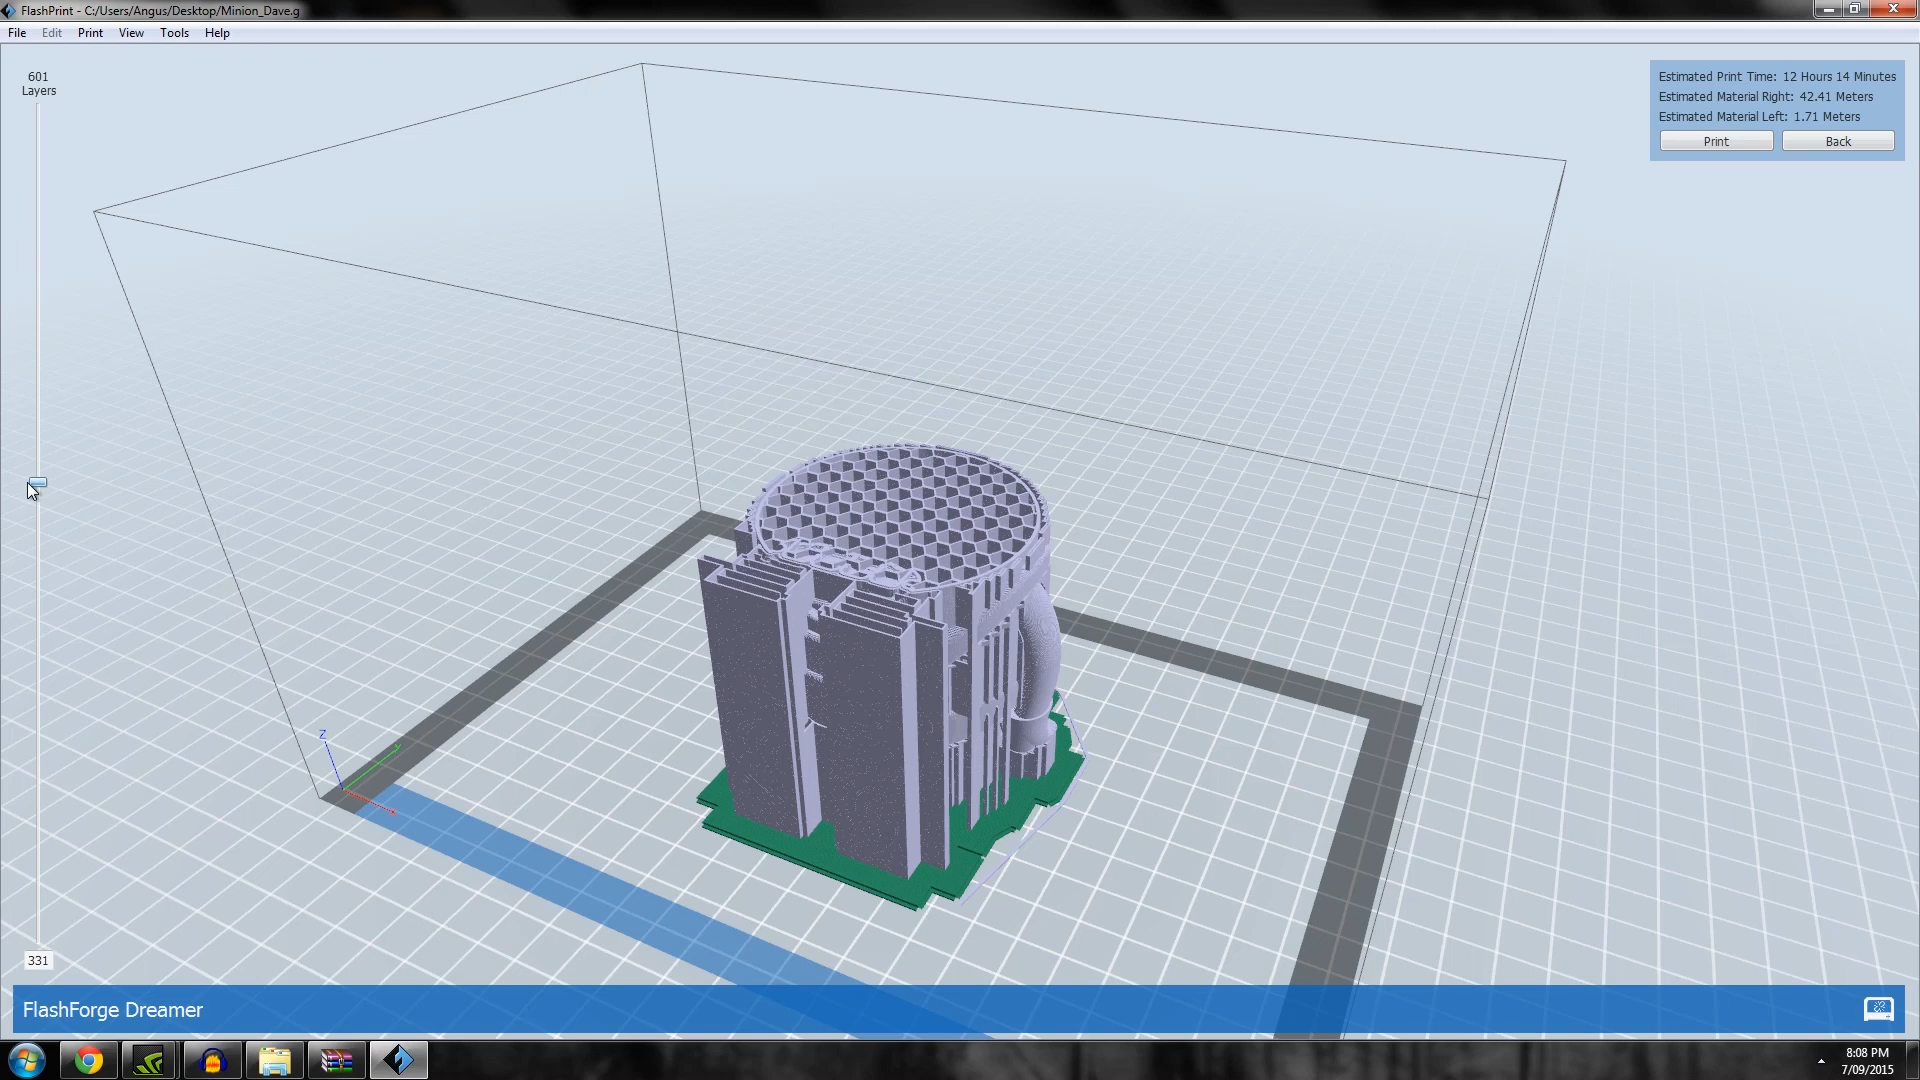 FlashPrint - C:/Users/Angus/Desktop/Minion_Dave.g
File Edit Print View Tools Help
601
Layers
Estimated Print Time: 12 Hours 14 Minutes
Estimated Material Right: 42.41 Meters
Estimated Material Left: 1.71 Meters
Print Back
Z
Y
331
FlashForge Dreamer
8:08 PM
7/09/2015